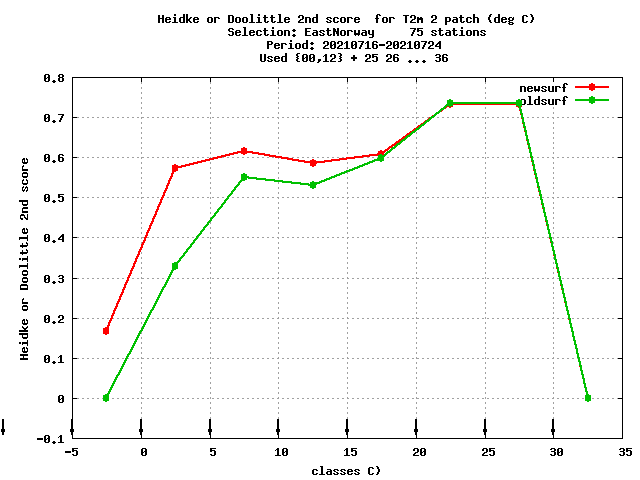 Heidke or Doolittle 2nd score  for T2m 2 patch (deg C)
Selection: EastNorway     75 stations
Period: 20210716-20210724
Used {00,12} + 25 26 ... 36
newsurf
oldsurf
Heidke or Doolittle 2nd score
0.8
0.7
0.6
0.5
0.4
0.3
0.2
0.1
0
-0.1
-5 0 5 10 15 20 25 30 35
classes C)